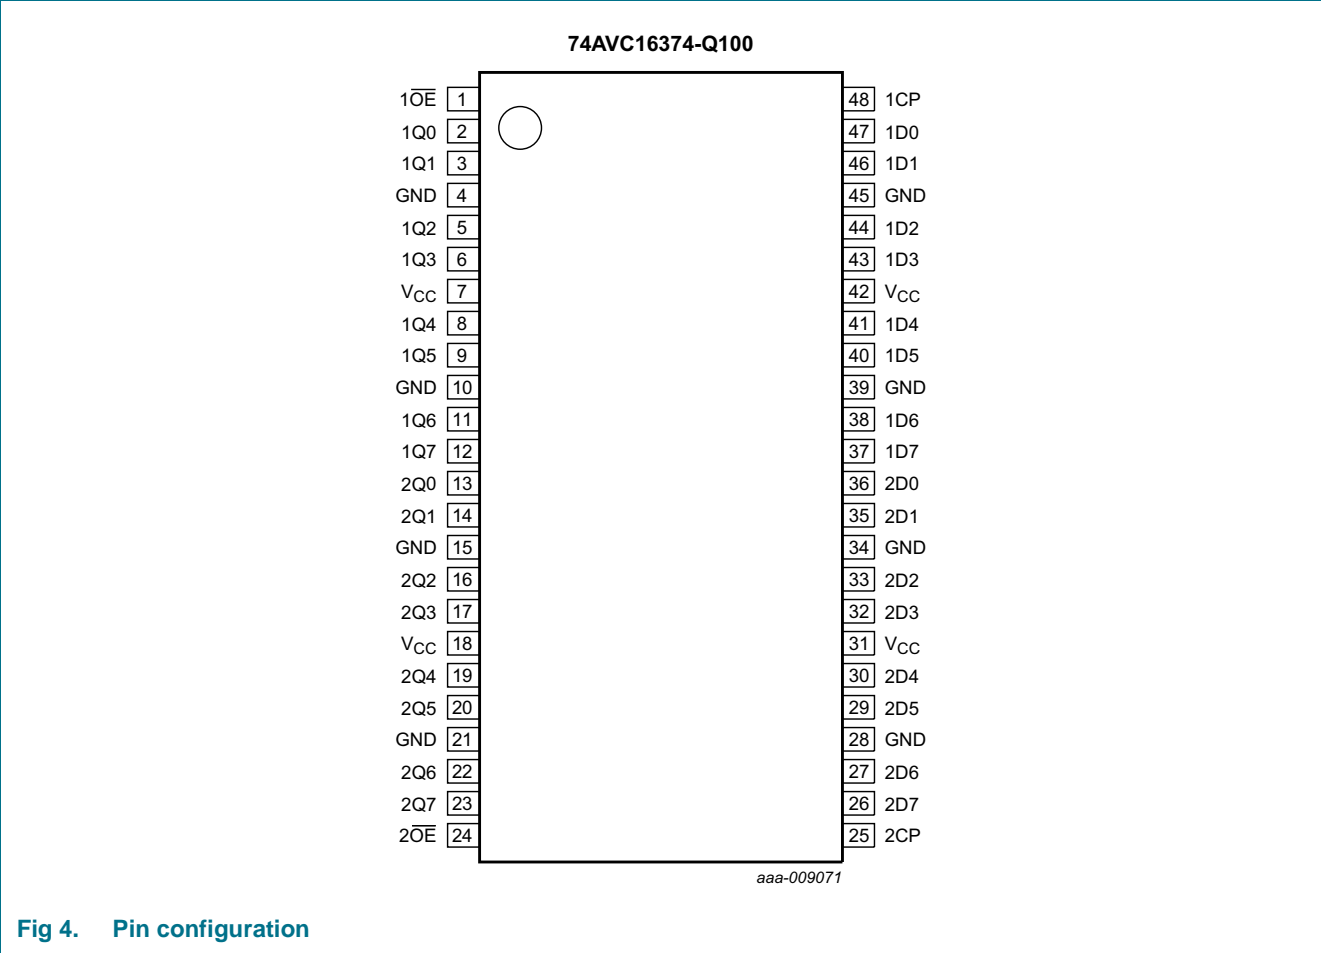 74AVC16374-Q100
1OE 1 48 1CP
1Q0 2 47 1D0
1Q1 3 46 1D1
GND 4 45 GND
1Q2 5 44 1D2
1Q3 6 43 1D3
VCC 7 42 VCC
1Q4 8 41 1D4
1Q5 9 40 1D5
GND 10 39 GND
1Q6 11 38 1D6
1Q7 12 37 1D7
2Q0 13 36 2D0
2Q1 14 35 2D1
GND 15 34 GND
2Q2 16 33 2D2
2Q3 17 32 2D3
VCC 18 31 VCC
2Q4 19 30 2D4
2Q5 20 29 2D5
GND 21 28 GND
2Q6 22 27 2D6
2Q7 23 26 2D7
2OE 24 25 2CP
aaa-009071
Fig 4. Pin configuration